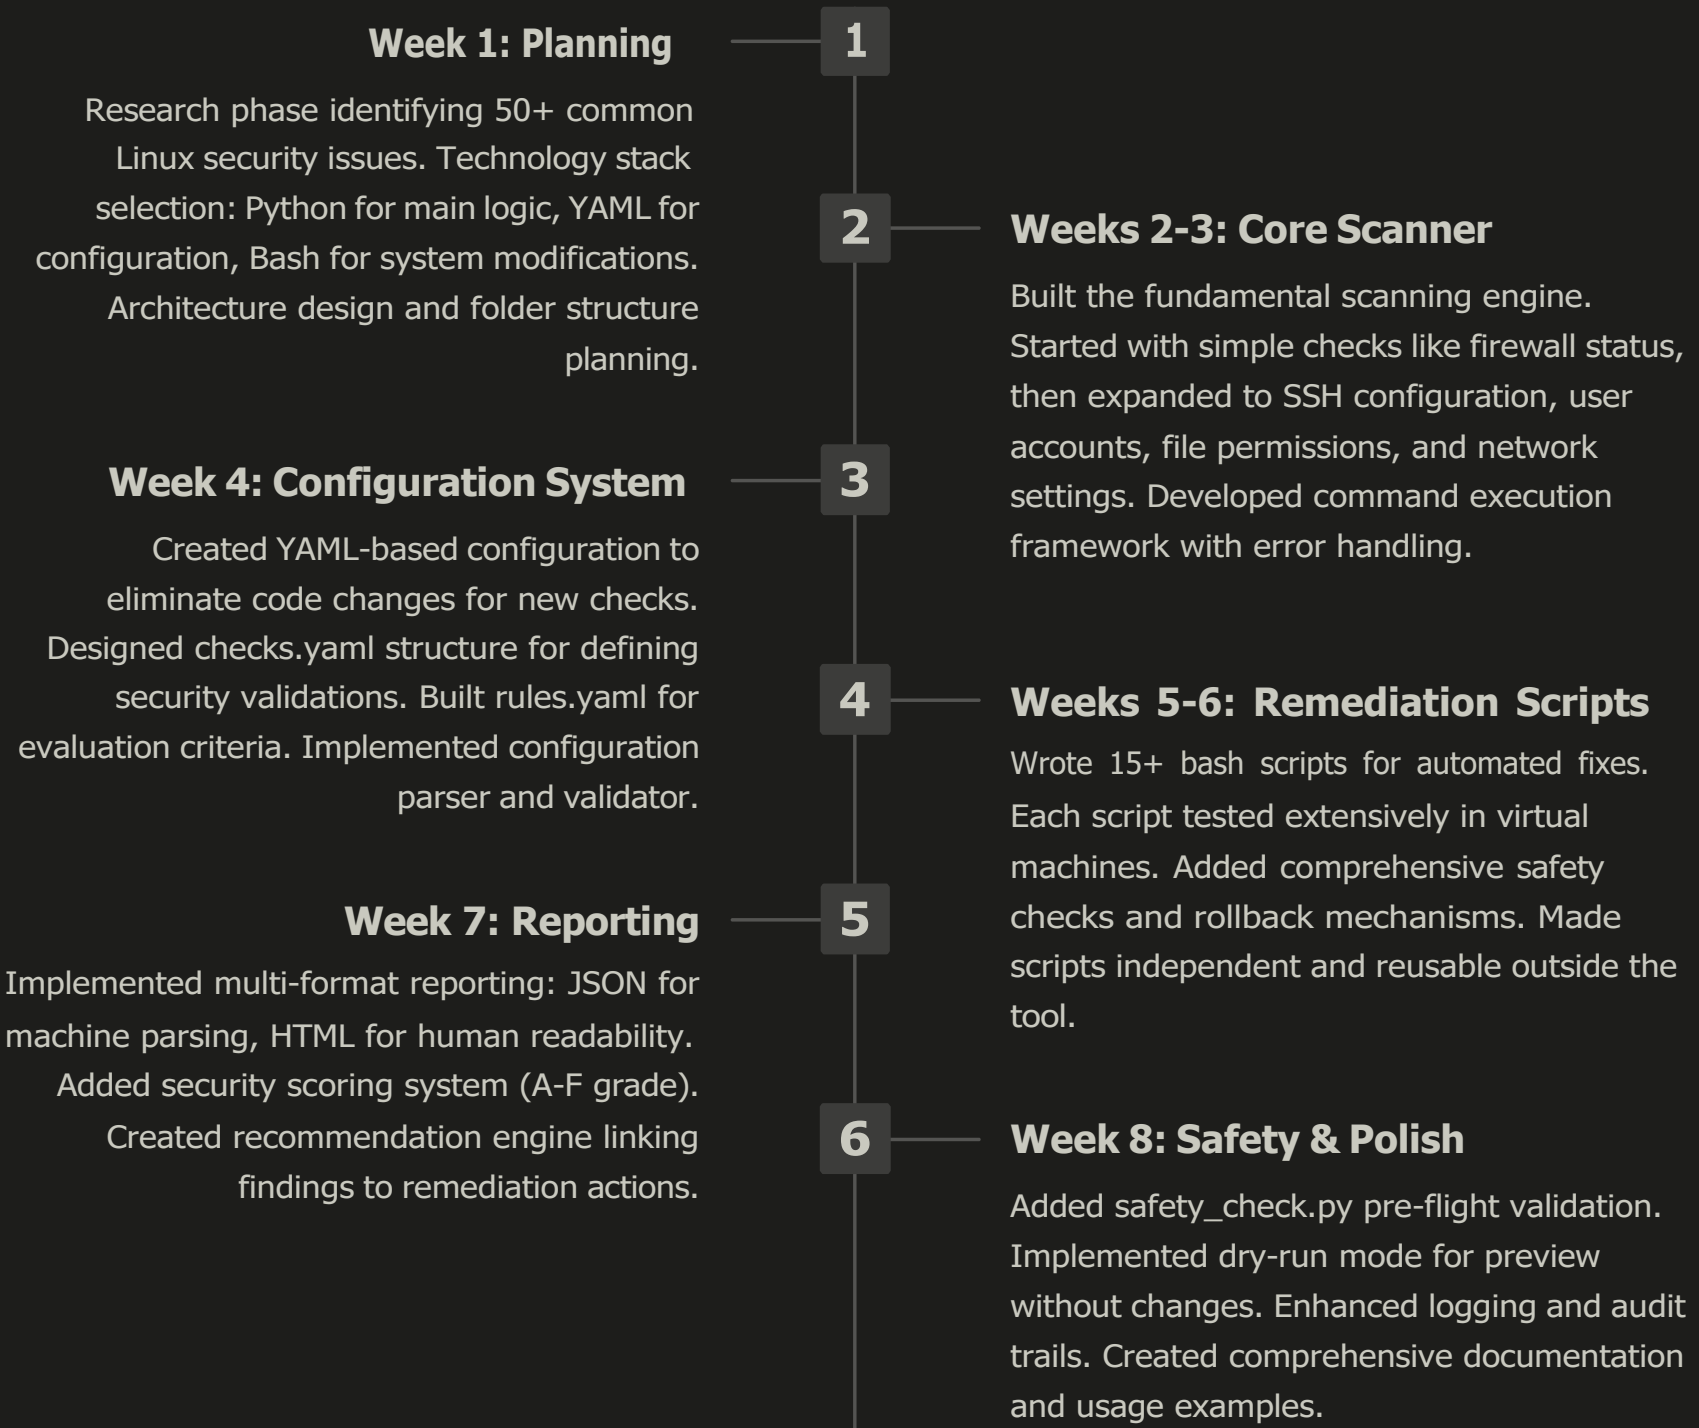 1
Week 1: Planning
Research phase identifying 50+ common
Linux security issues. Technology stack
selection: Python for main logic, YAML for
configuration, Bash for system modifications.
Architecture design and folder structure
planning.
2
Weeks 2-3: Core Scanner
Built the fundamental scanning engine.
Started with simple checks like firewall status,
then expanded to SSH configuration, user
accounts, file permissions, and network
settings. Developed command execution
framework with error handling.
3
Week 4: Configuration System
Created YAML-based configuration to
eliminate code changes for new checks.
Designed checks.yaml structure for defining
security validations. Built rules.yaml for
evaluation criteria. Implemented configuration
parser and validator.
4
Weeks 5-6: Remediation Scripts
Wrote 15+ bash scripts for automated fixes.
Each script tested extensively in virtual
machines. Added comprehensive safety
checks and rollback mechanisms. Made
scripts independent and reusable outside the
tool.
5
Week 7: Reporting
Implemented multi-format reporting: JSON for
machine parsing, HTML for human readability.
Added security scoring system (A-F grade).
Created recommendation engine linking
findings to remediation actions.
6
Week 8: Safety & Polish
Added safety_check.py pre-flight validation.
Implemented dry-run mode for preview
without changes. Enhanced logging and audit
trails. Created comprehensive documentation
and usage examples.